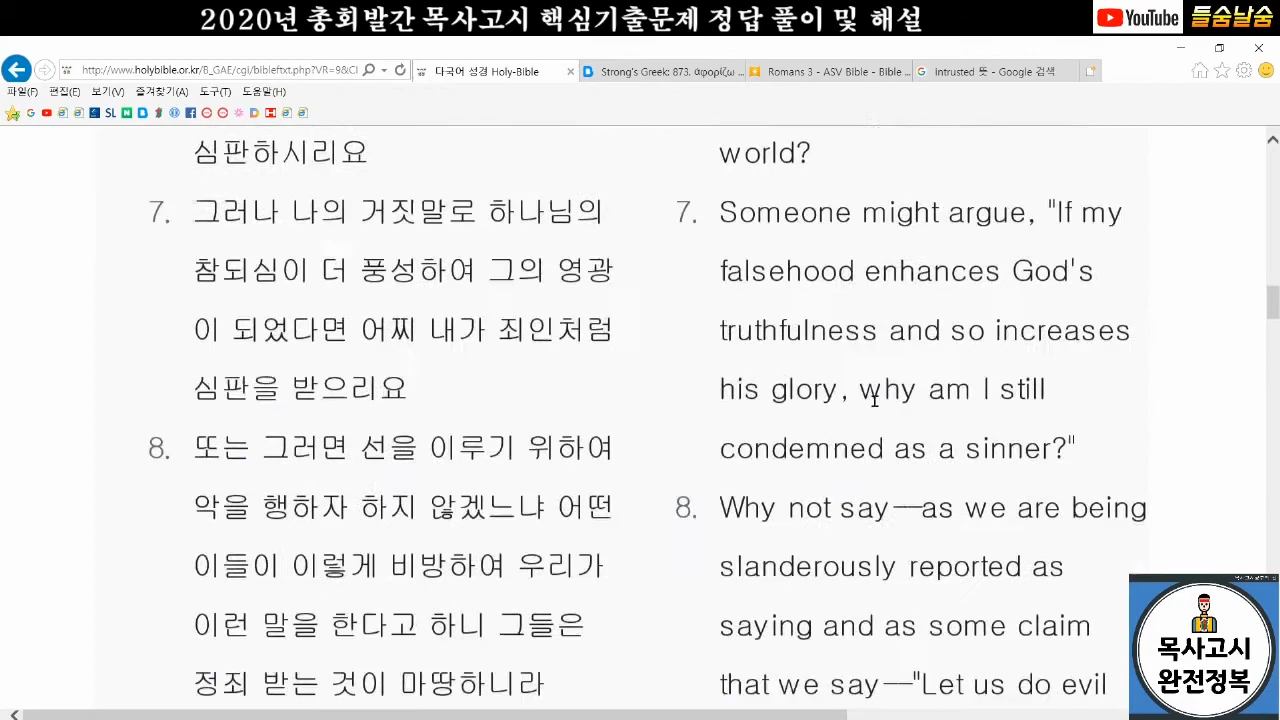 2020년 총회발간 목사고시 핵심기출문제 정답 풀이 및 해설
YouTube
들숨날숨
http://www.holybible.or.kr/B_GAE/cgi/bibleftxt.php?VR=9&CI
다국어 성경 Holy-Bible
Strong's Greek: 873. ἀφορίζω ...
Romans 3 - ASV Bible - Bible ...
Intrusted 뜻 - Google 검색
파일(F) 편집(E) 보기(V) 즐겨찾기(A) 도구(T) 도움말(H)
심판하시리요
7. 그러나 나의 거짓말로 하나님의
참되심이 더 풍성하여 그의 영광
이 되었다면 어찌 내가 죄인처럼
심판을 받으리요
8. 또는 그러면 선을 이루기 위하여
악을 행하자 하지 않겠느냐 어떤
이들이 이렇게 비방하여 우리가
이런 말을 한다고 하니 그들은
정죄 받는 것이 마땅하니라
world?
7. Someone might argue, "If my
falsehood enhances God's
truthfulness and so increases
his glory, why am I still
condemned as a sinner?"
8. Why not say—as we are being
slanderously reported as
saying and as some claim
that we say—"Let us do evil
목사고시
완전정복